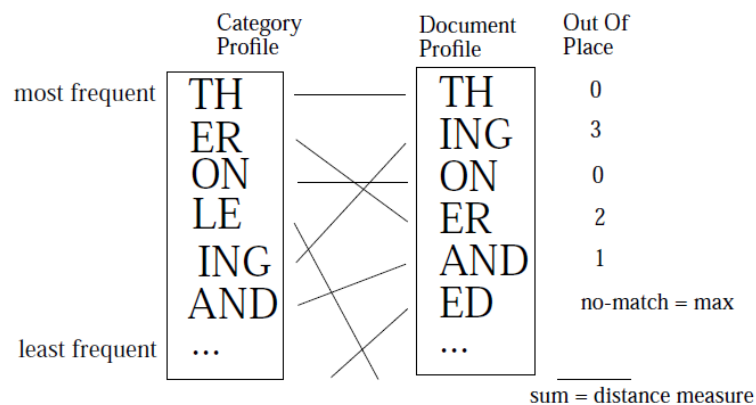 Category
Profile
Document
Profile
Out Of
Place
most frequent
TH
TH
0
ER
ING
3
ON
ON
0
LE
ER
2
ING
AND
1
AND
ED
no-match = max
least frequent
...
...
sum = distance measure